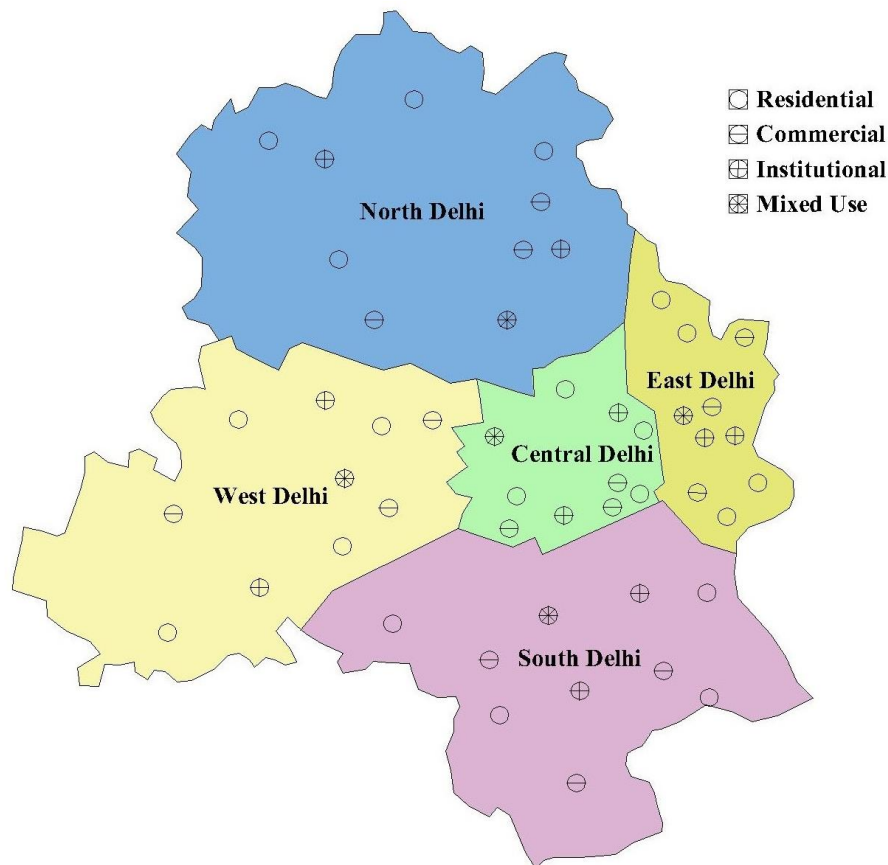 Residential
Commercial
Institutional
Mixed Use
North Delhi
East Delhi
Central Delhi
West Delhi
South Delhi